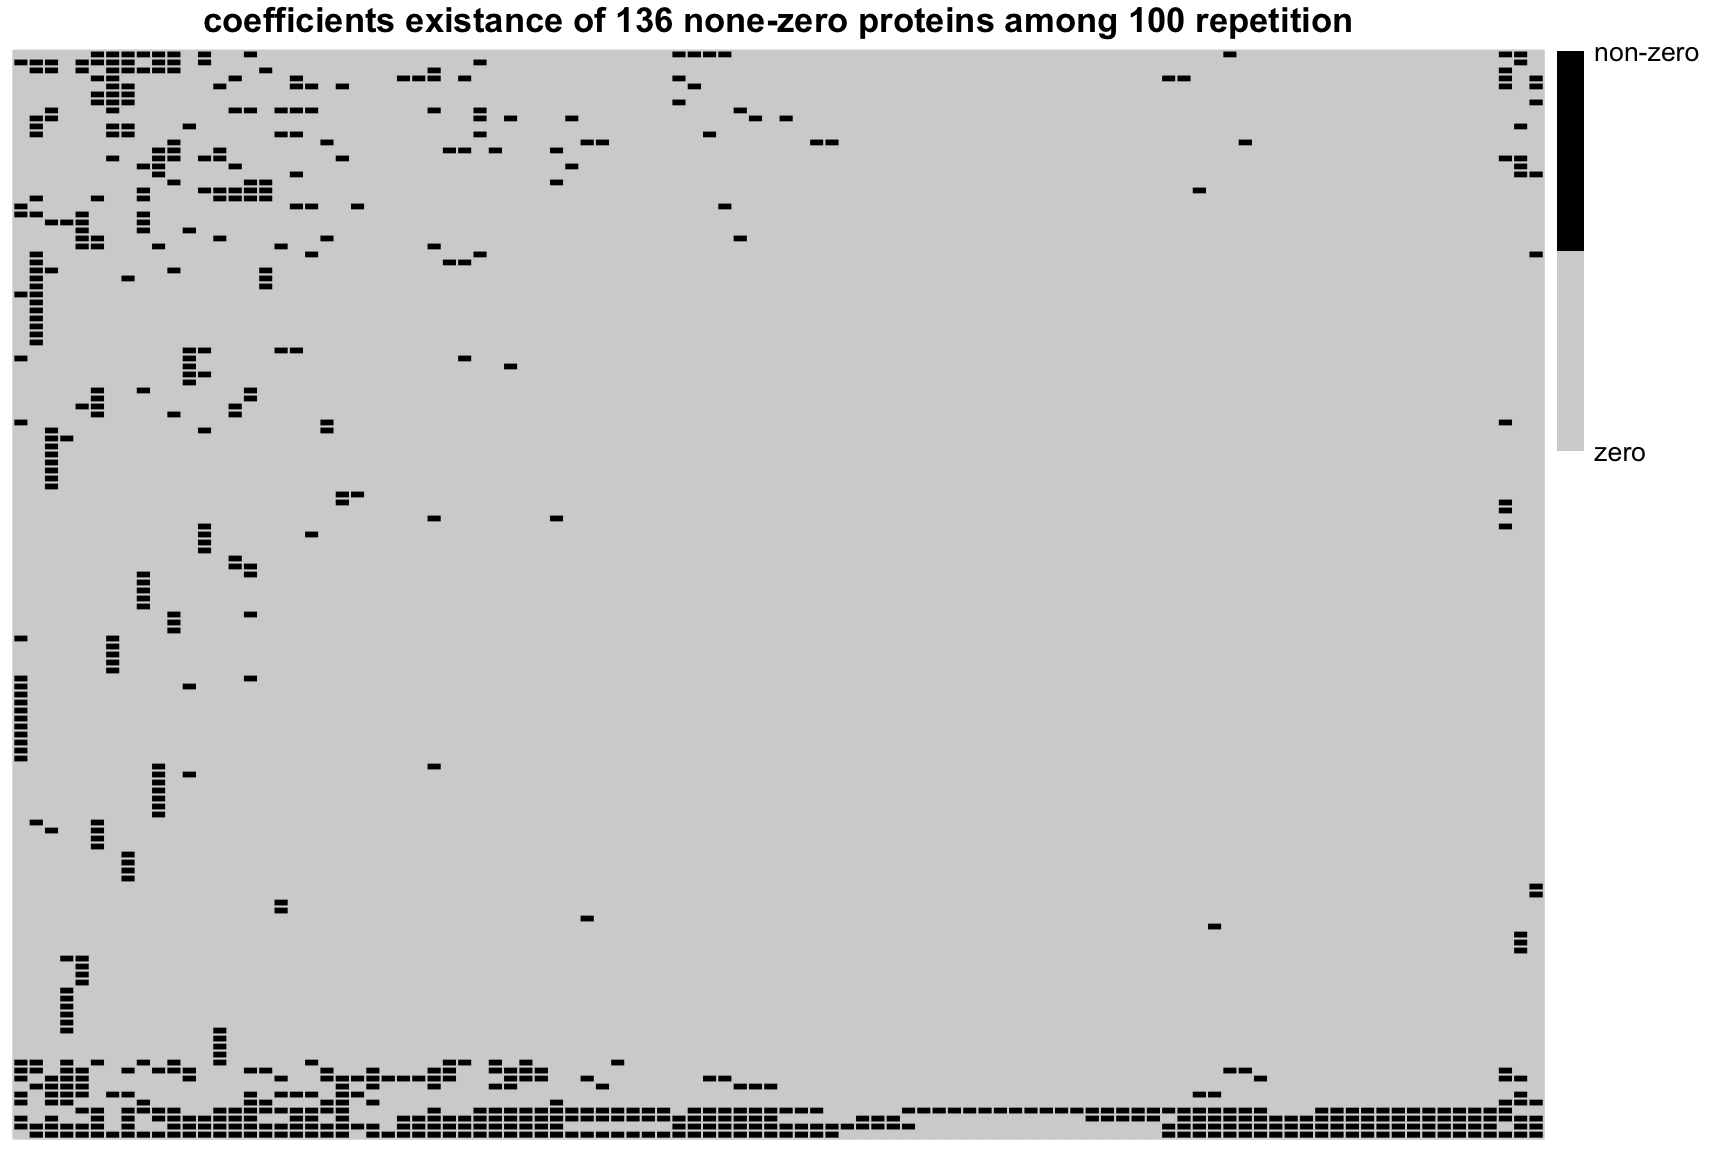 coefficients existance of 136 none-zero proteins among 100 repetition
non-zero
zero